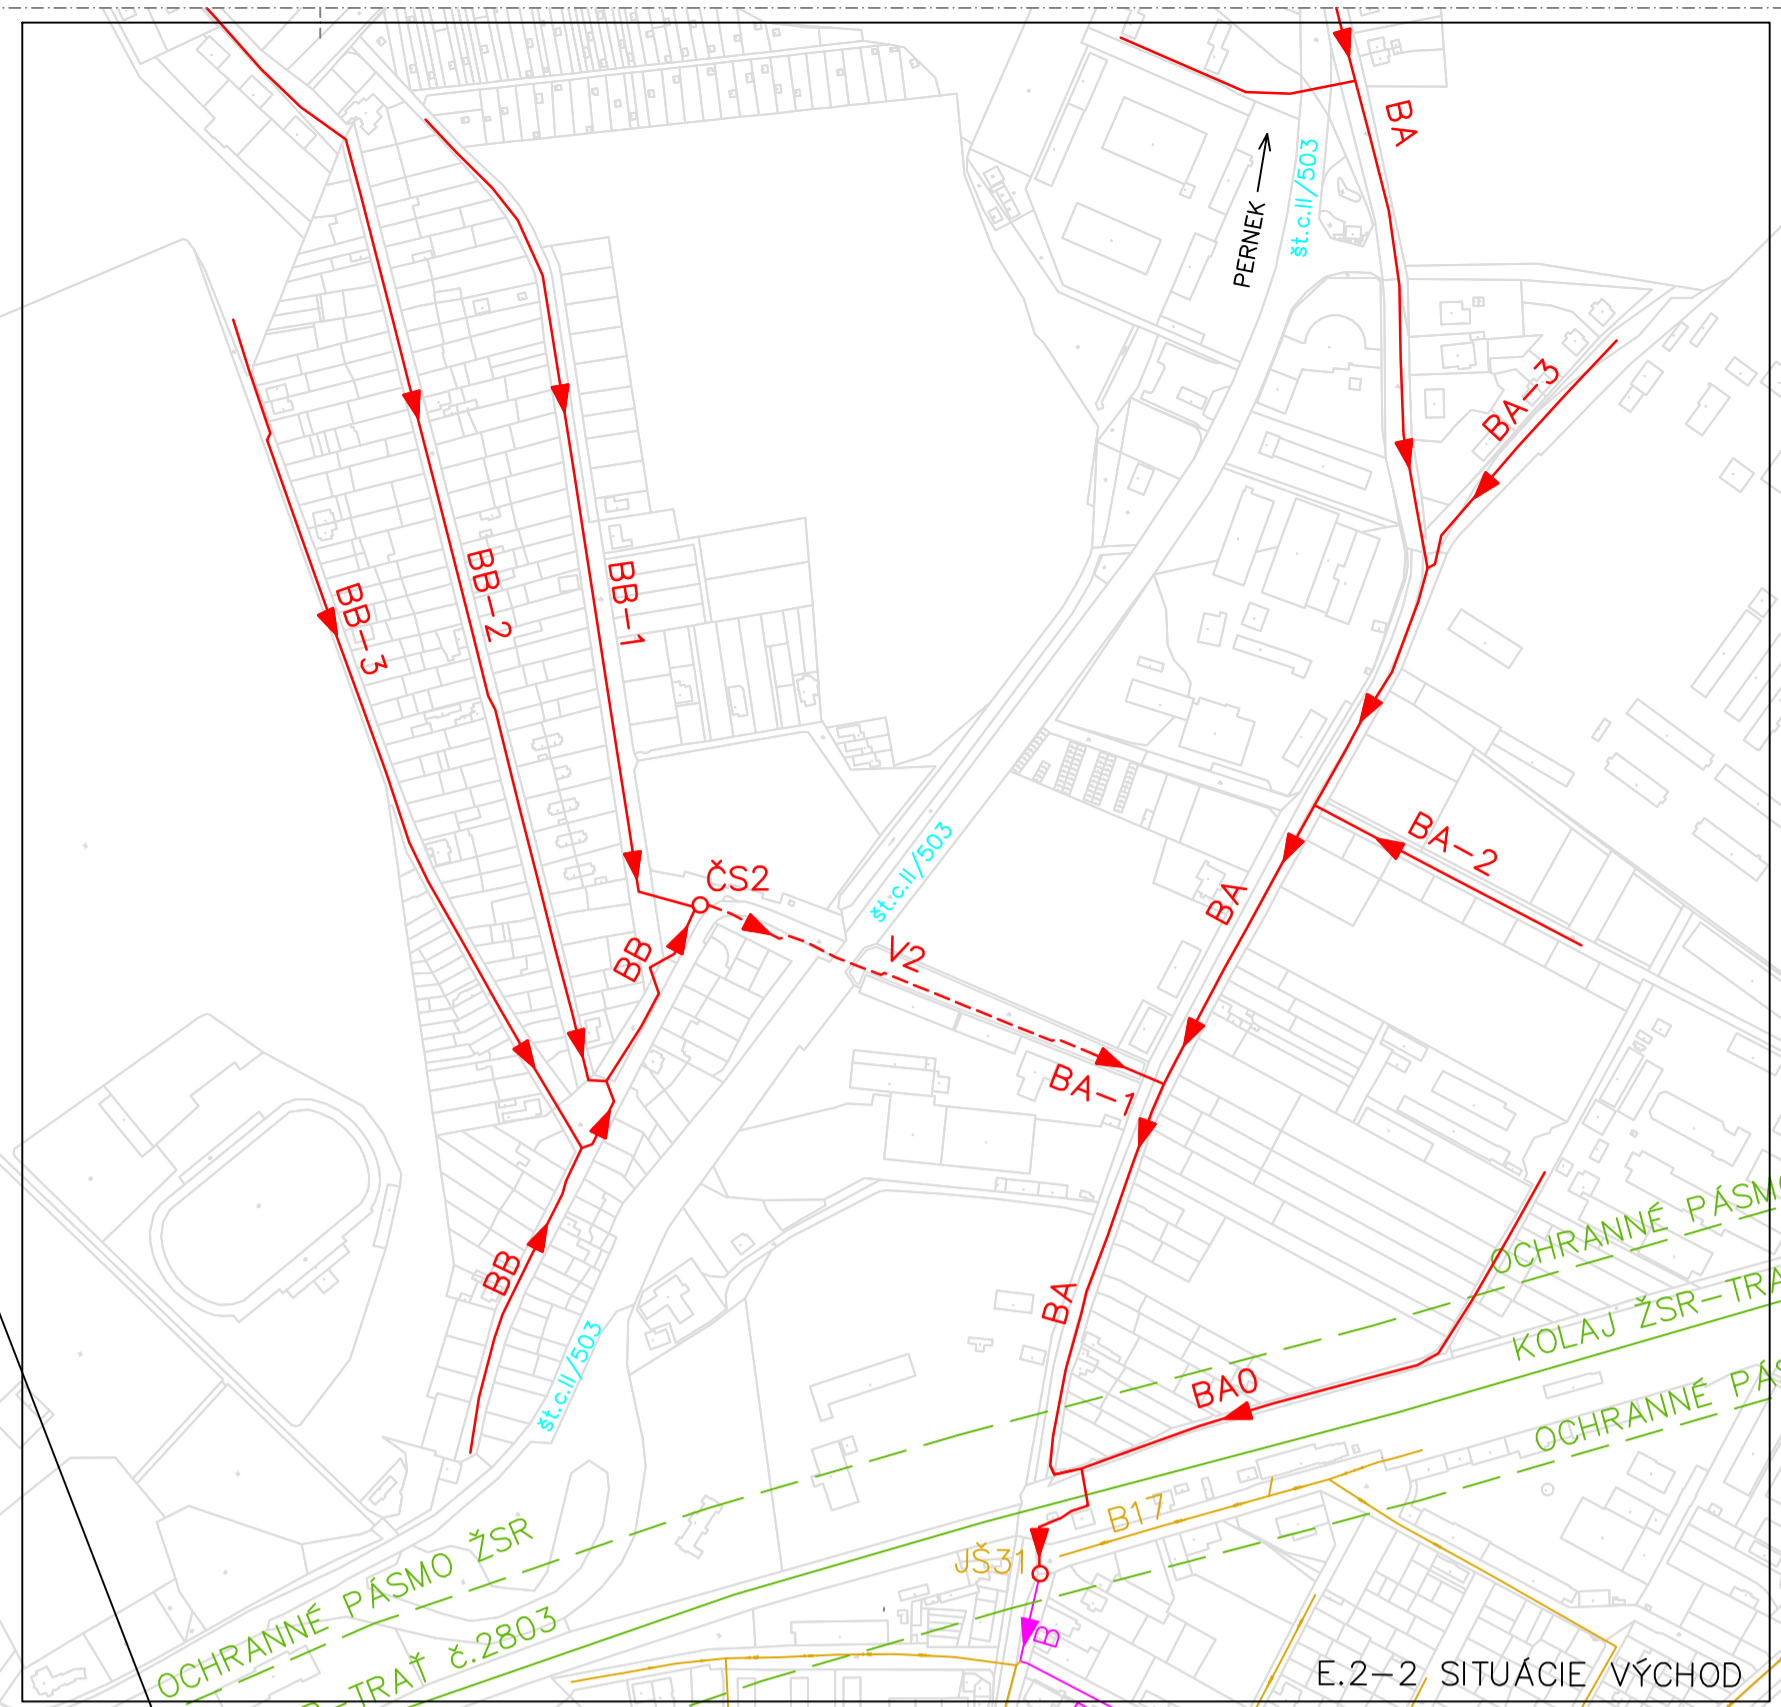 BA
PERNEK
št.c.II/503
BA-3
BB-3
BB-2
BB-1
BA-2
ČS2
št.c.II/503
BA
BB
V2
BA-1
BB
BA
št.c.II/503
OCHRANNÉ PÁSM
KOLAJ ŽSR-TRA
OCHRANNÉ PÁS
BA0
B17
JŠ31
B
OCHRANNÉ PÁSMO ŽSR
R-TRAŤ č.2803
E.2-2 SITUÁCIE VÝCHOD